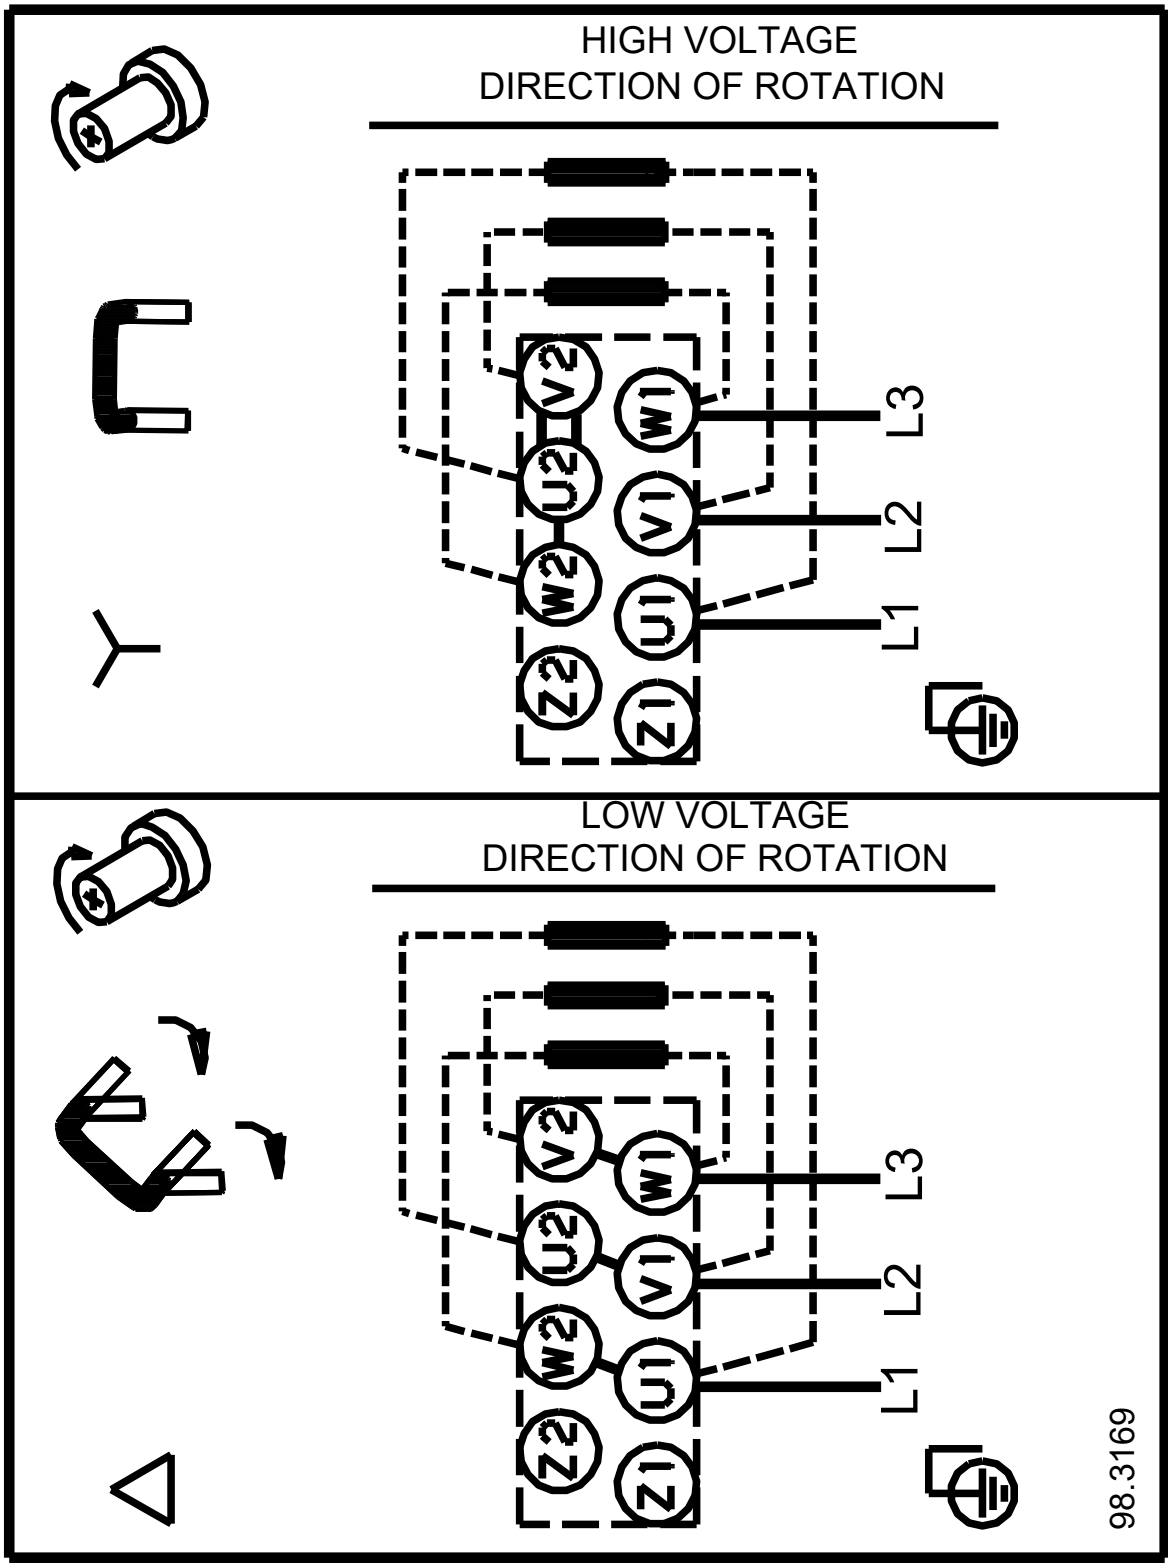 HIGH VOLTAGE
DIRECTION OF ROTATION
V2
W1
L3
U2
V1
L2
W2
U1
L1
Z2
Z1
LOW VOLTAGE
DIRECTION OF ROTATION
V2
W1
L3
U2
V1
L2
W2
U1
L1
Z2
Z1
98.3169